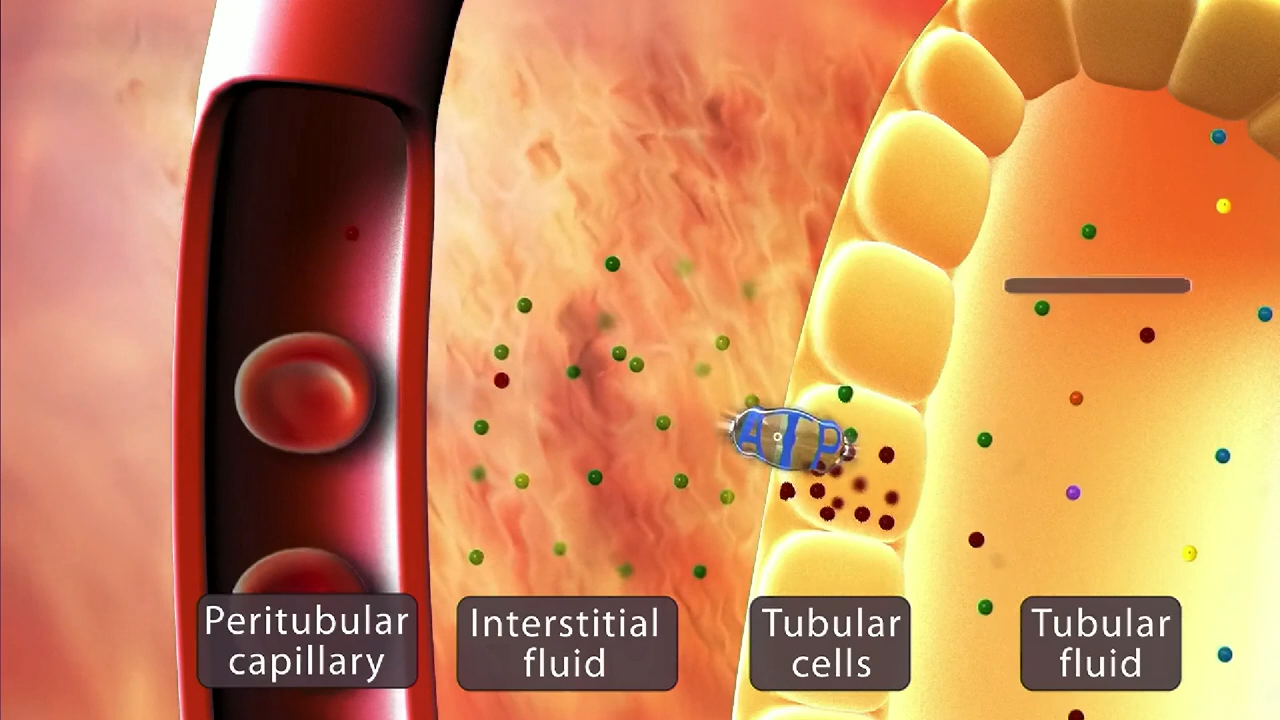 ATP
Peritubular
capillary
Interstitial
fluid
Tubular
cells
Tubular
fluid